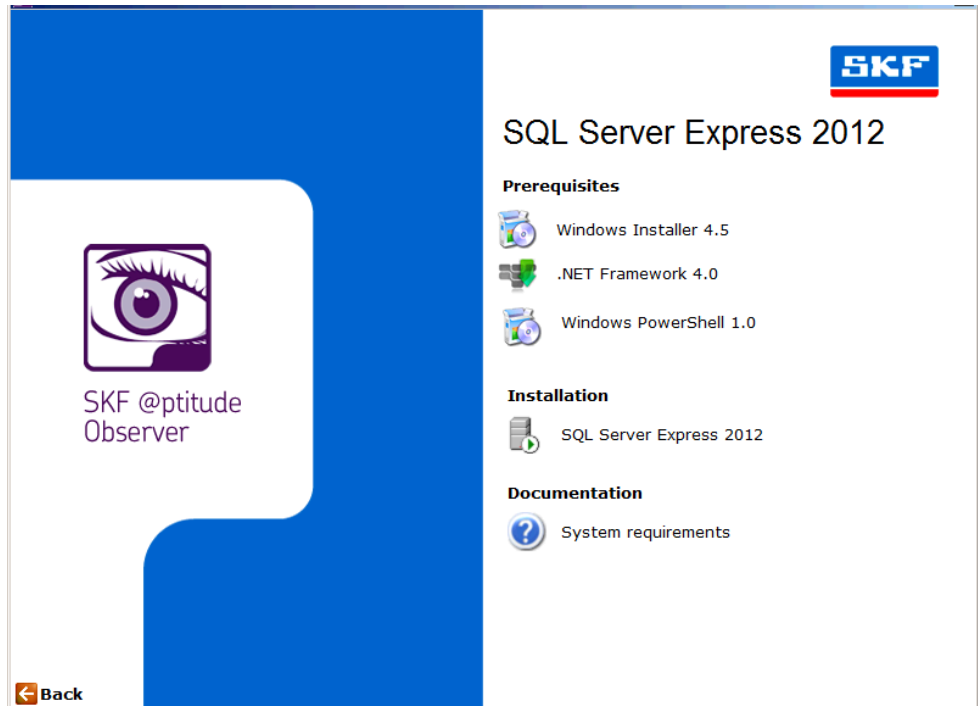 SKF
SQL Server Express 2012
Prerequisites
Windows Installer 4.5
.NET Framework 4.0
Windows PowerShell 1.0
Installation
SQL Server Express 2012
Documentation
System requirements
SKF @ptitude
Observer
Back